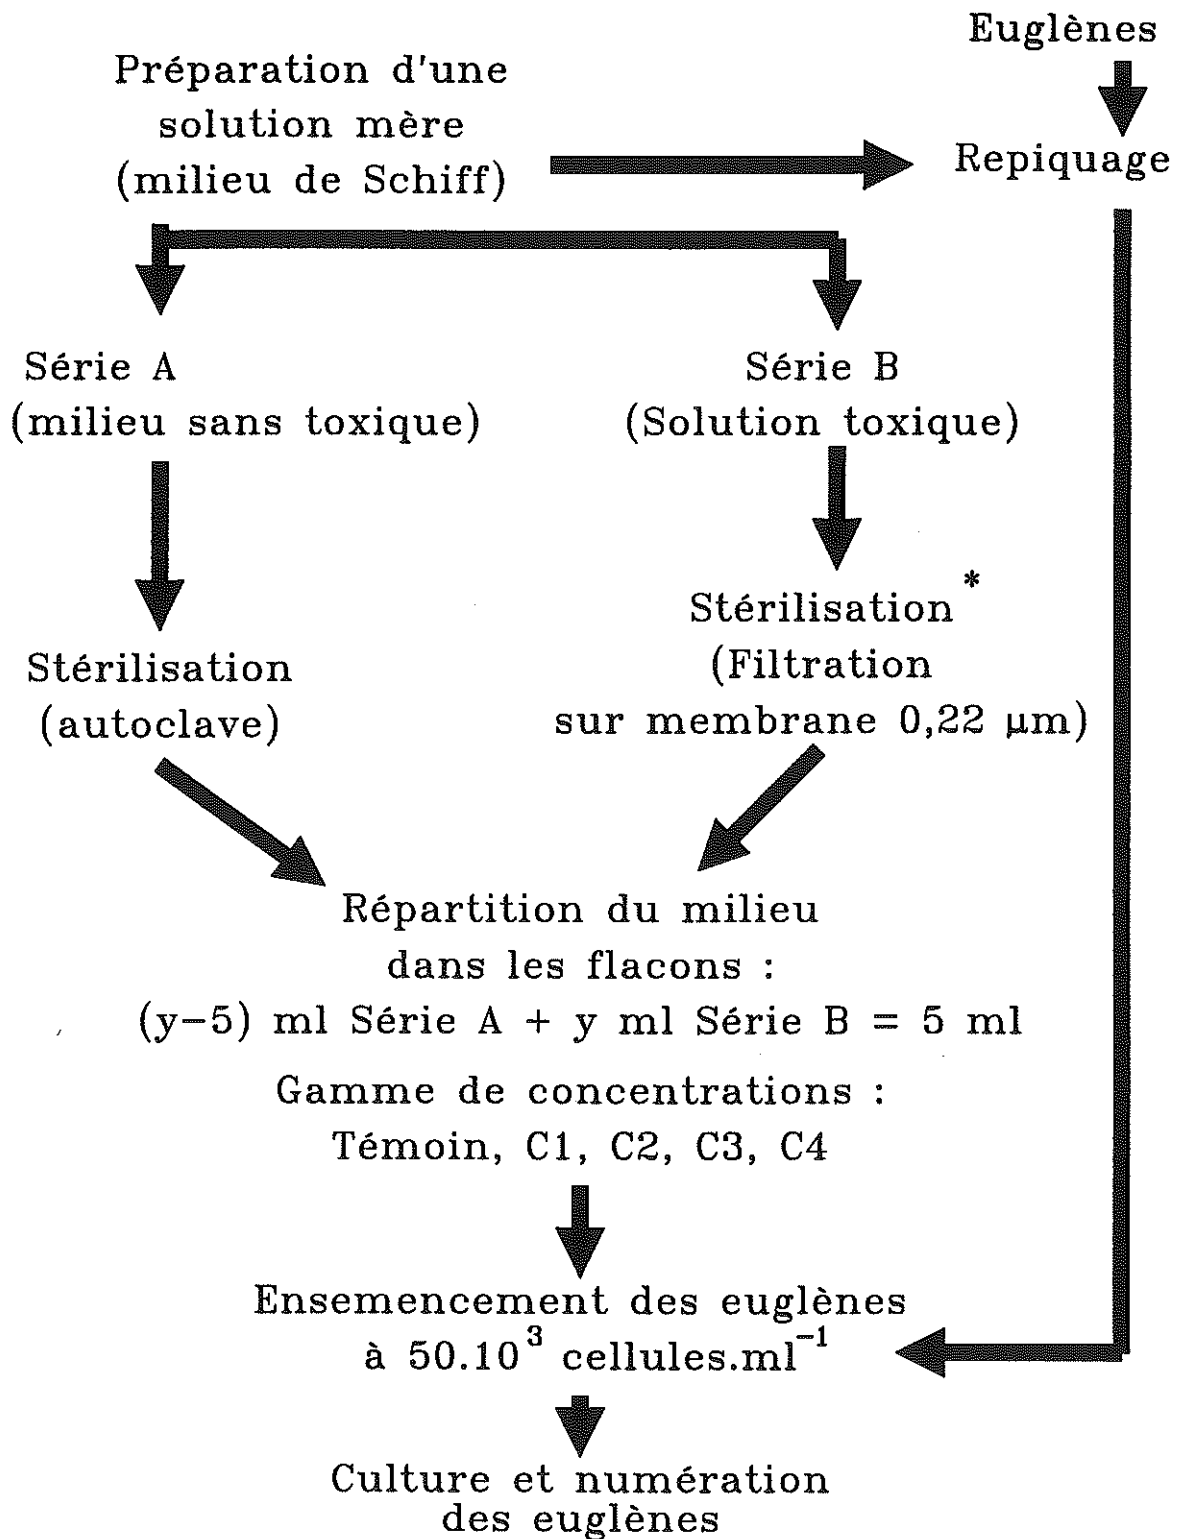 Euglènes
Préparation d'une
solution mère
(milieu de Schiff)
Repiquage
Série A
(milieu sans toxique)
Série B
(Solution toxique)
Stérilisation
(autoclave)
Stérilisation*
(Filtration
sur membrane 0,22 µm)
Répartition du milieu
dans les flacons :
(y-5) ml Série A + y ml Série B = 5 ml
Gamme de concentrations :
Témoin, C1, C2, C3, C4
Ensemencement des euglènes
à 50.10³ cellules.ml⁻¹
Culture et numération
des euglènes